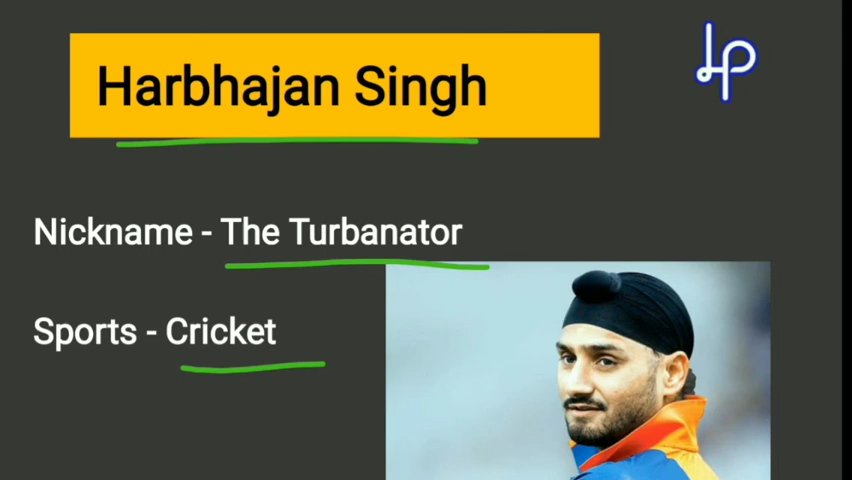 Harbhajan Singh
Nickname - The Turbanator
Sports - Cricket